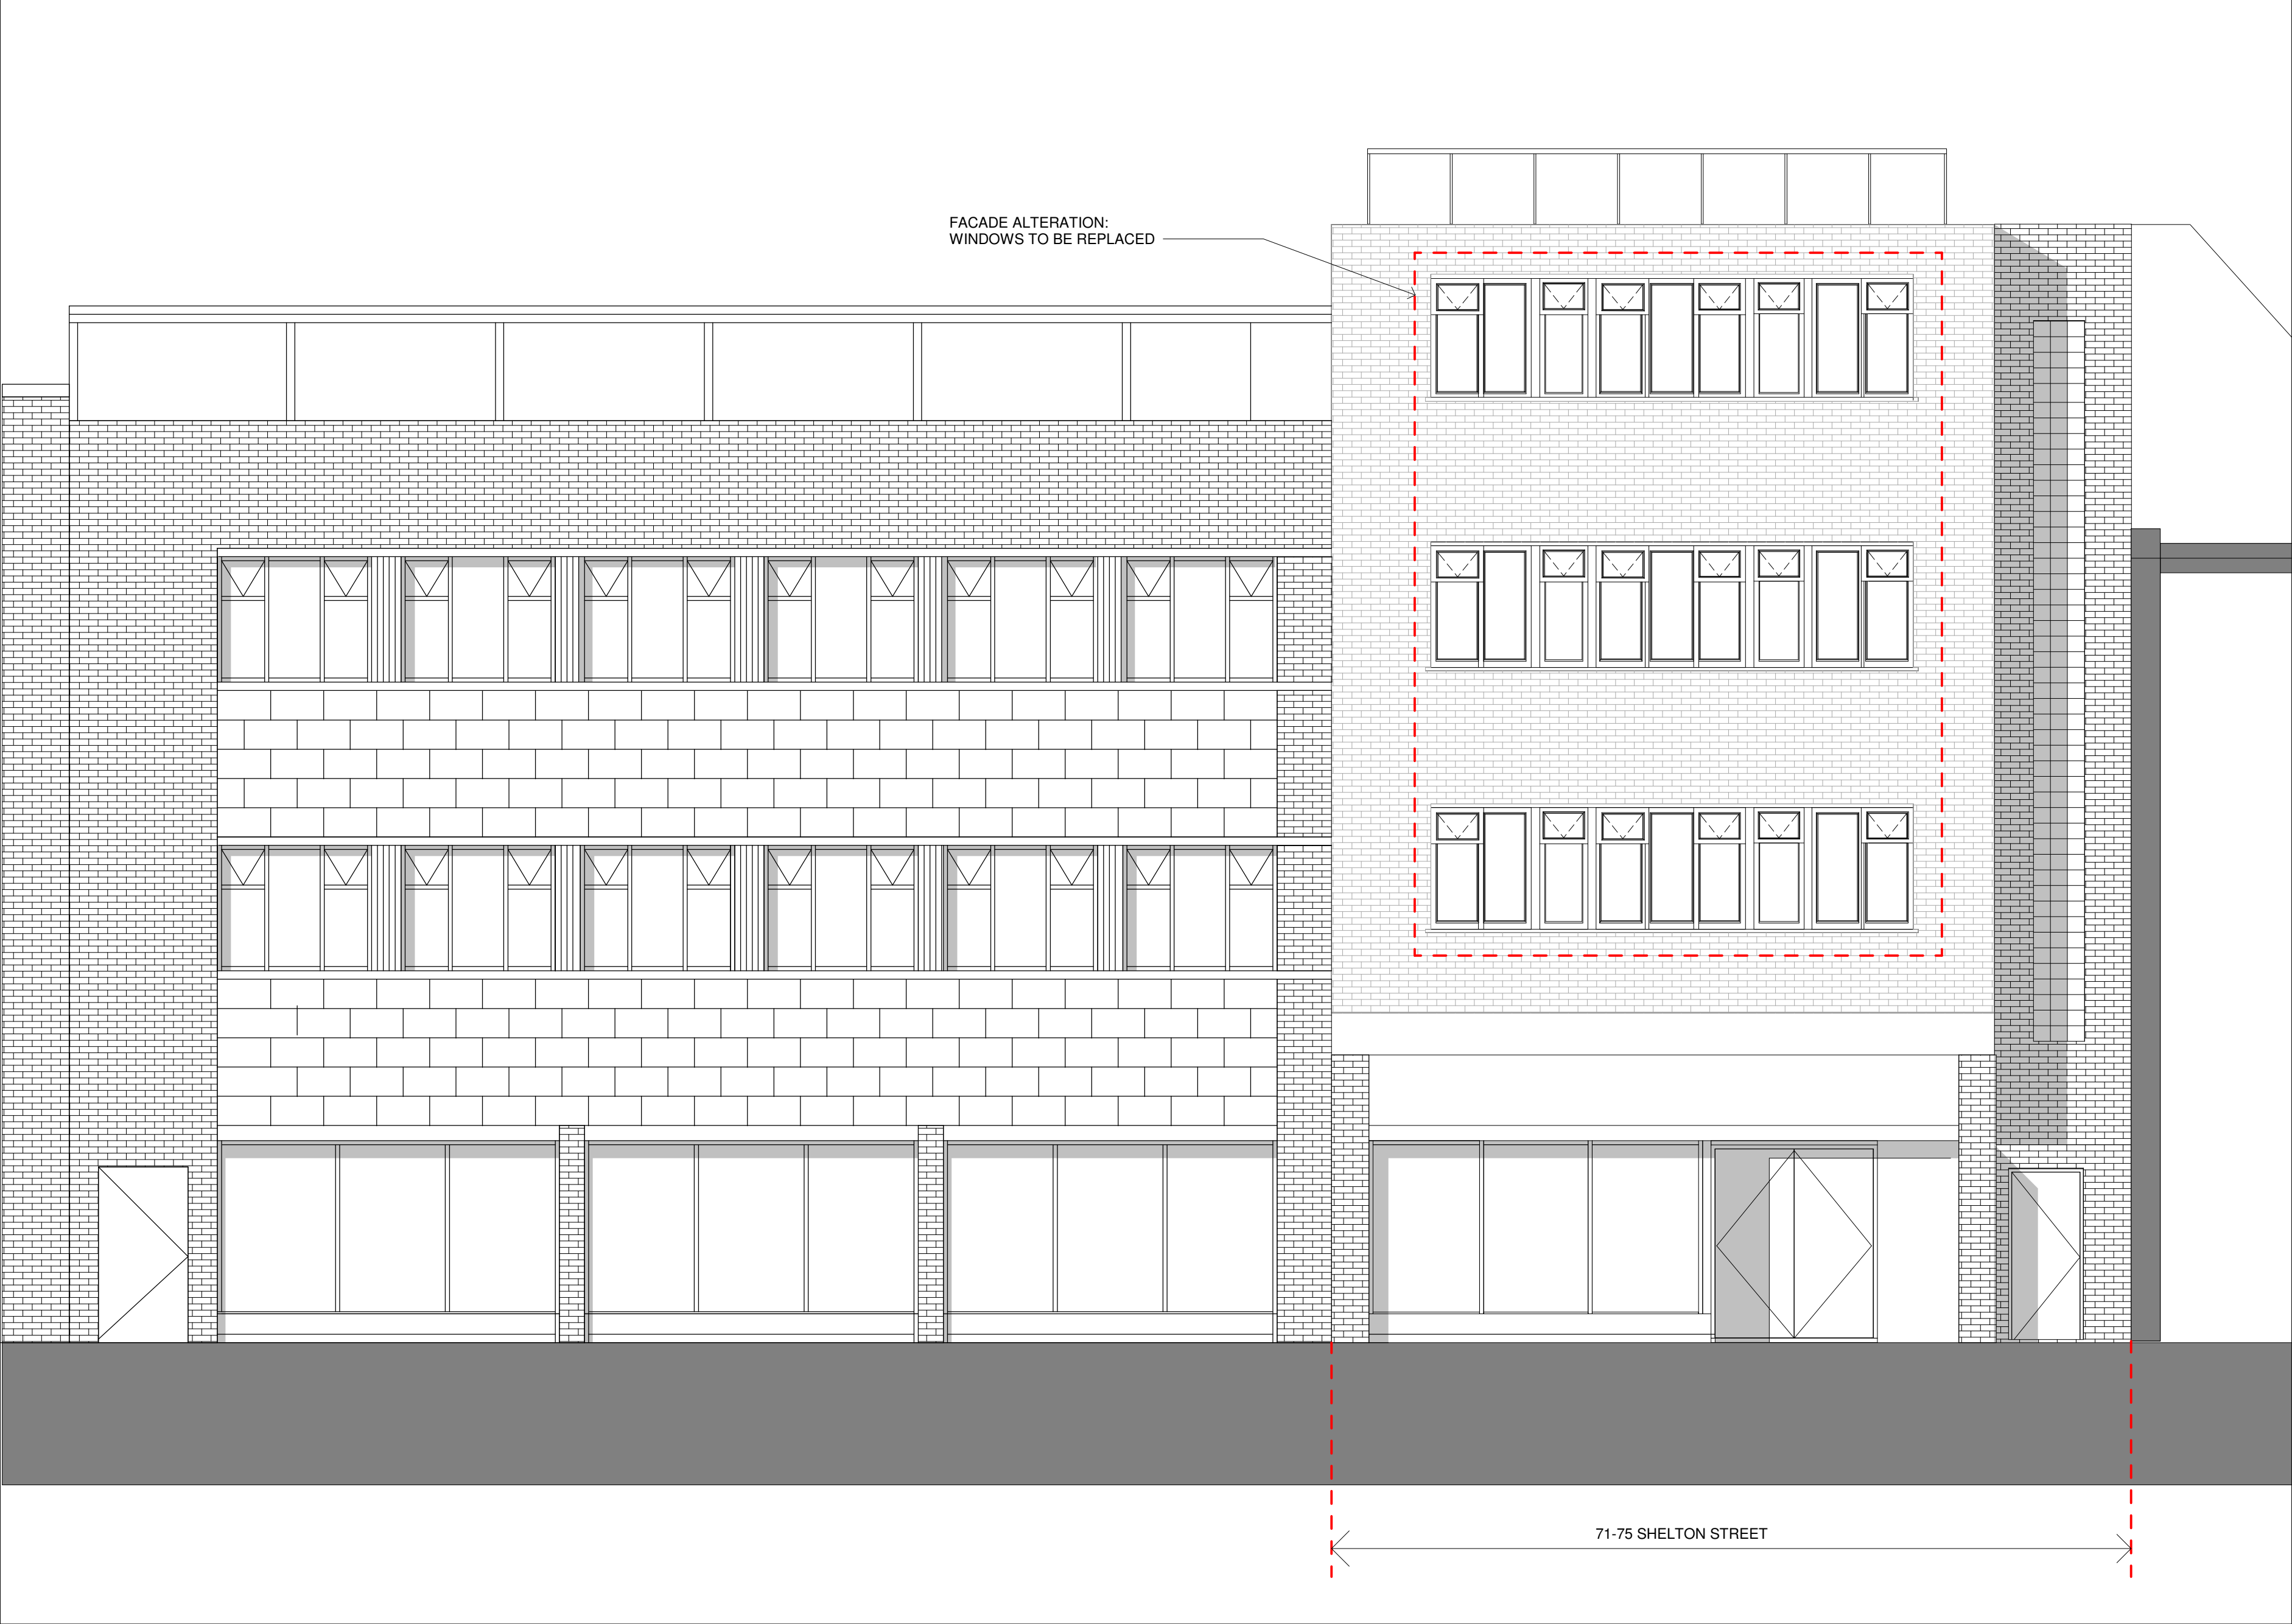 FACADE ALTERATION:
WINDOWS TO BE REPLACED
71-75 SHELTON STREET